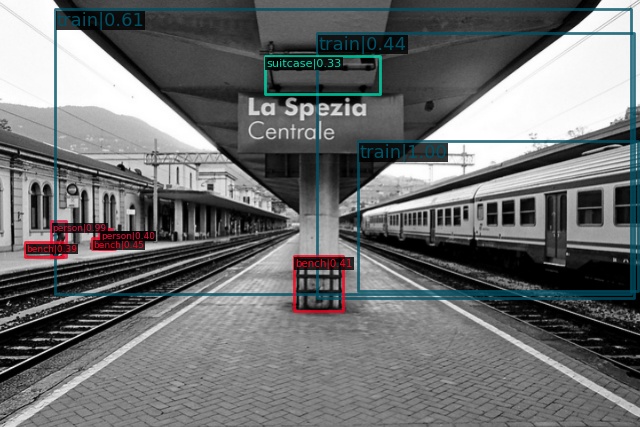 train|0.61
train|0.44
suitcase|0.33
La Spezia
Centrale
train|1.00
person|0.99
person|0.40
bench|0.39
bench|0.45
bench|0.41